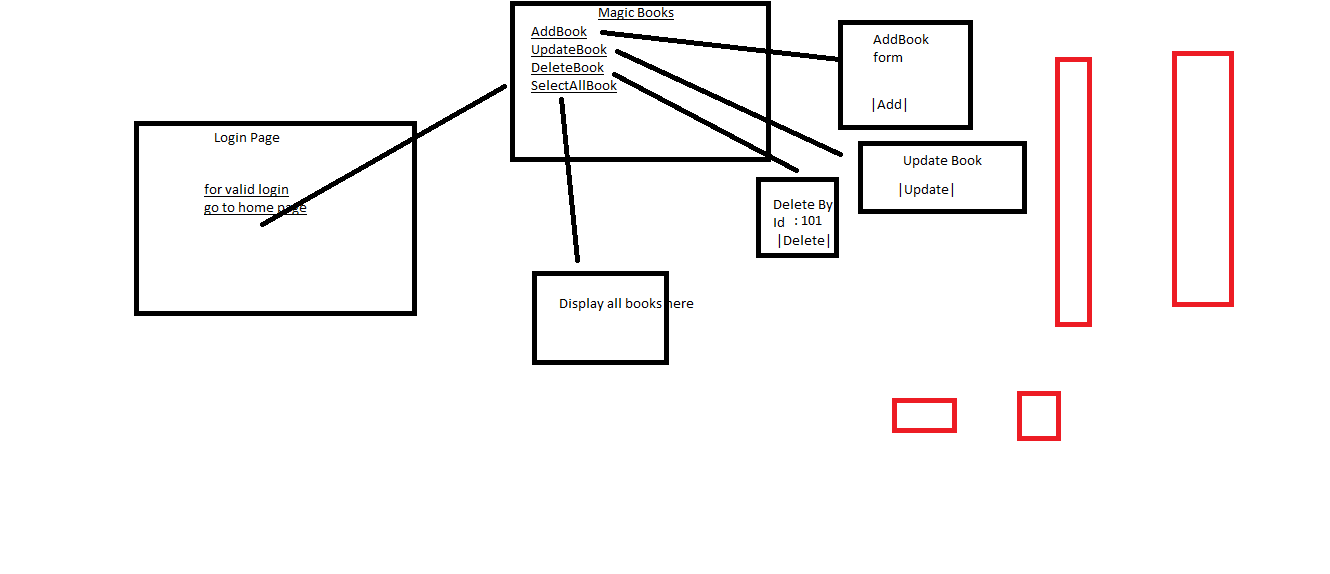 Magic Books
AddBook
UpdateBook
DeleteBook
SelectAllBook
Login Page
for valid login
go to home page
AddBook
form
|Add|
Update Book
|Update|
Delete By
Id : 101
|Delete|
Display all books here